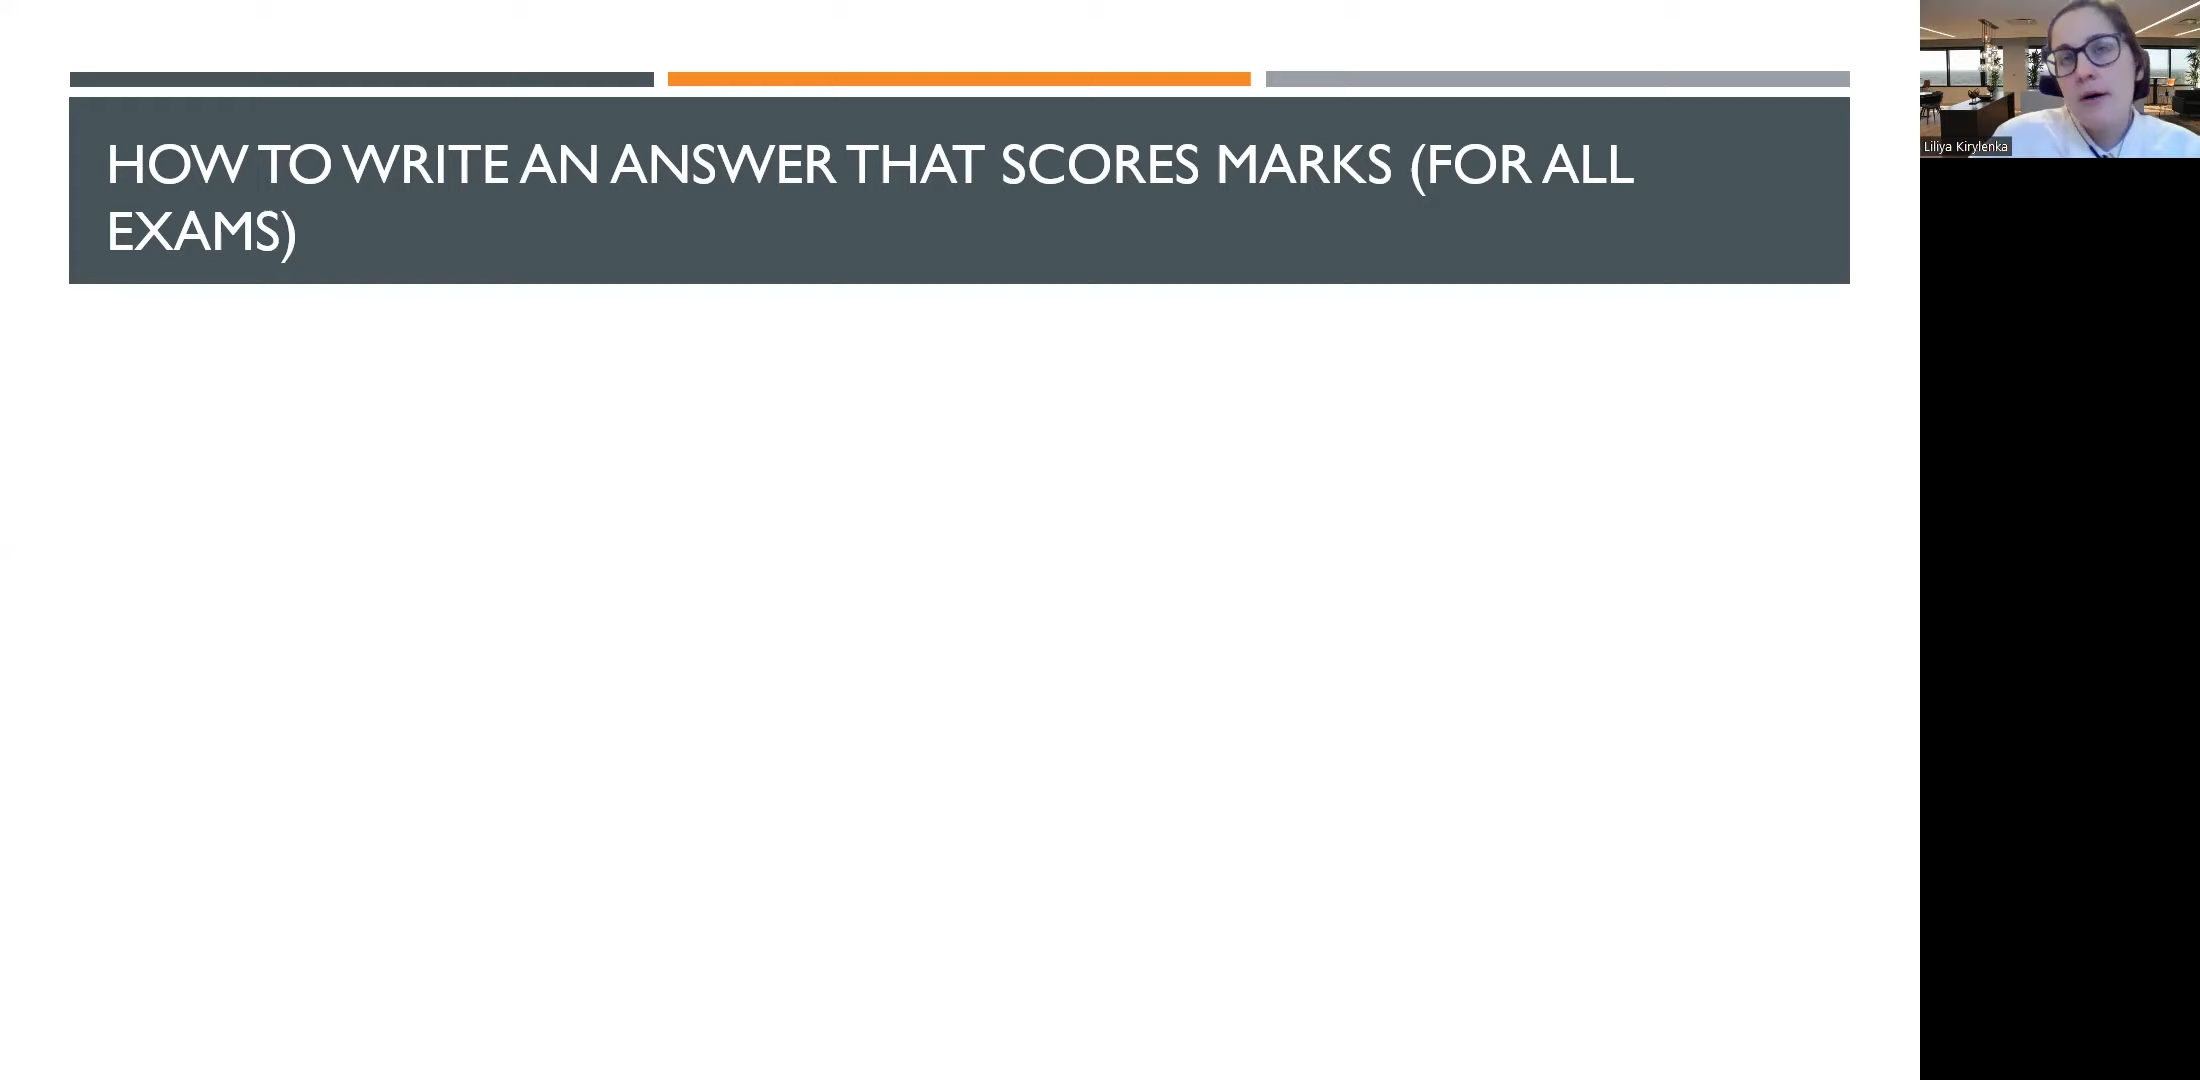 HOW TO WRITE AN ANSWER THAT SCORES MARKS (FOR ALL
EXAMS)
Liliya Kirylenka